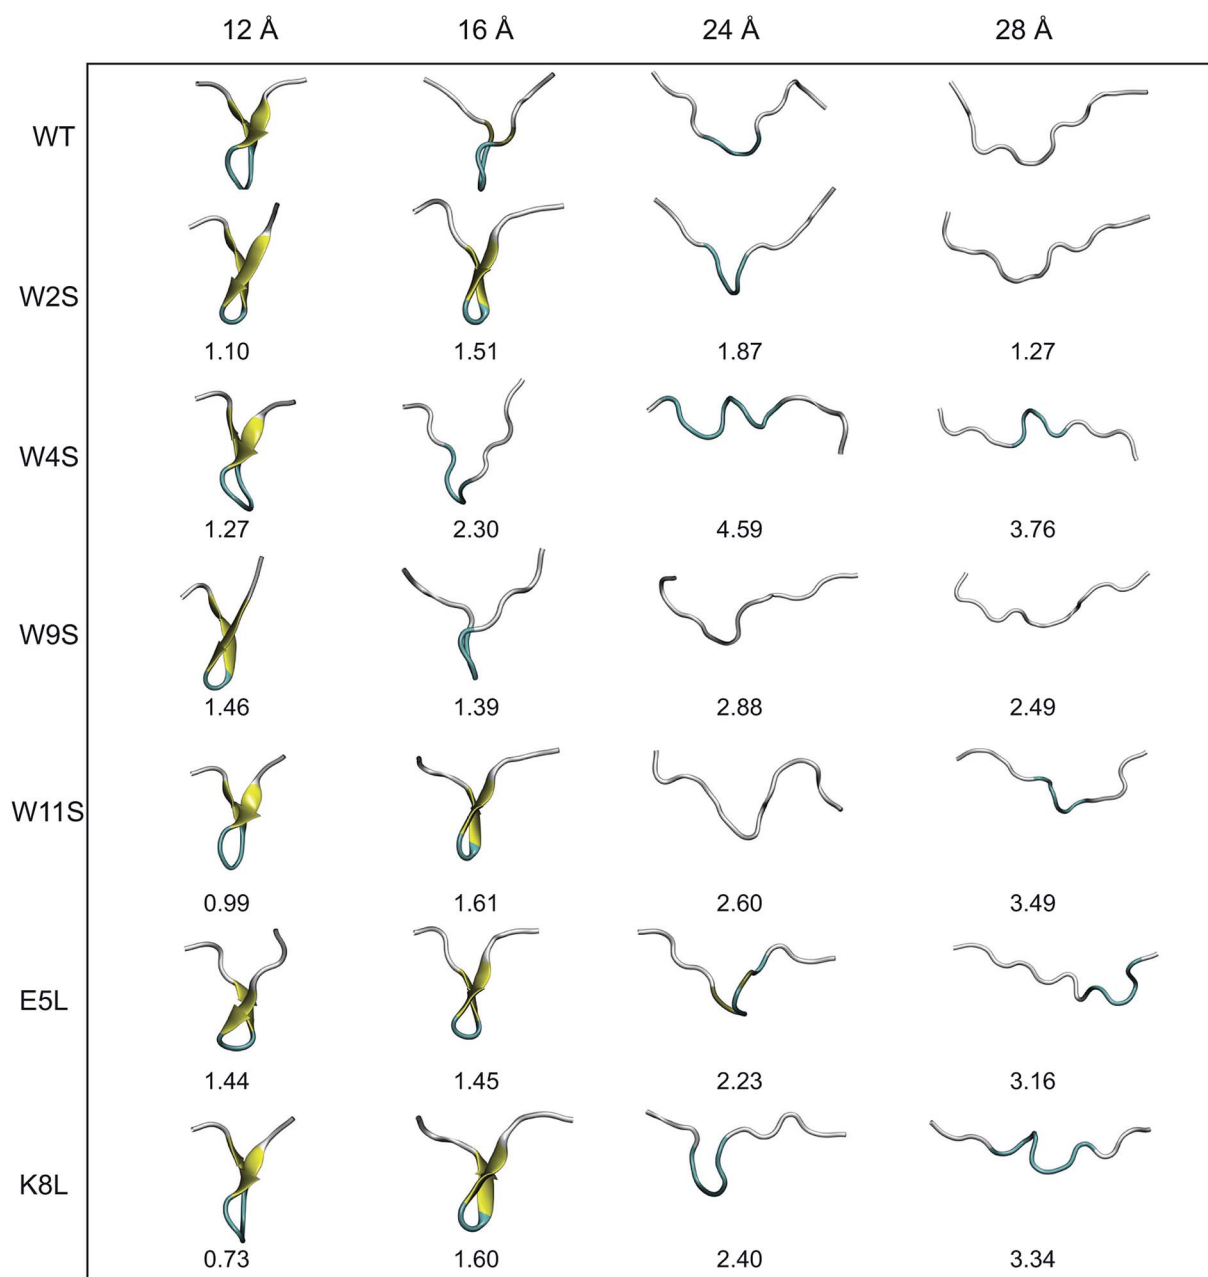 12 Å 16 Å 24 Å 28 Å
WT
W2S
1.10 1.51 1.87 1.27
W4S
1.27 2.30 4.59 3.76
W9S
1.46 1.39 2.88 2.49
W11S
0.99 1.61 2.60 3.49
E5L
1.44 1.45 2.23 3.16
K8L
0.73 1.60 2.40 3.34